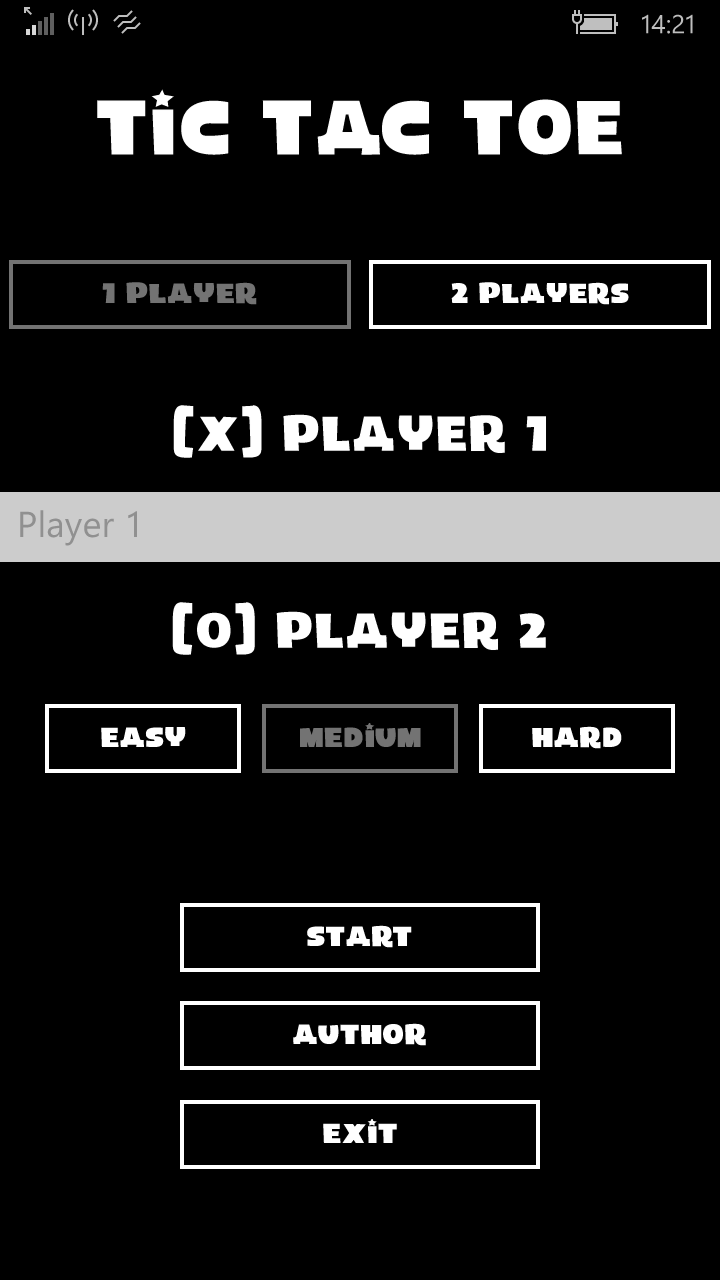 14:21
TiC TAC TOE
1 PLAYER 2 PLAYERS
(X) PLAYER 1
Player 1
(O) PLAYER 2
EASY MEDiUM HARD
START
AUTHOR
EXiT